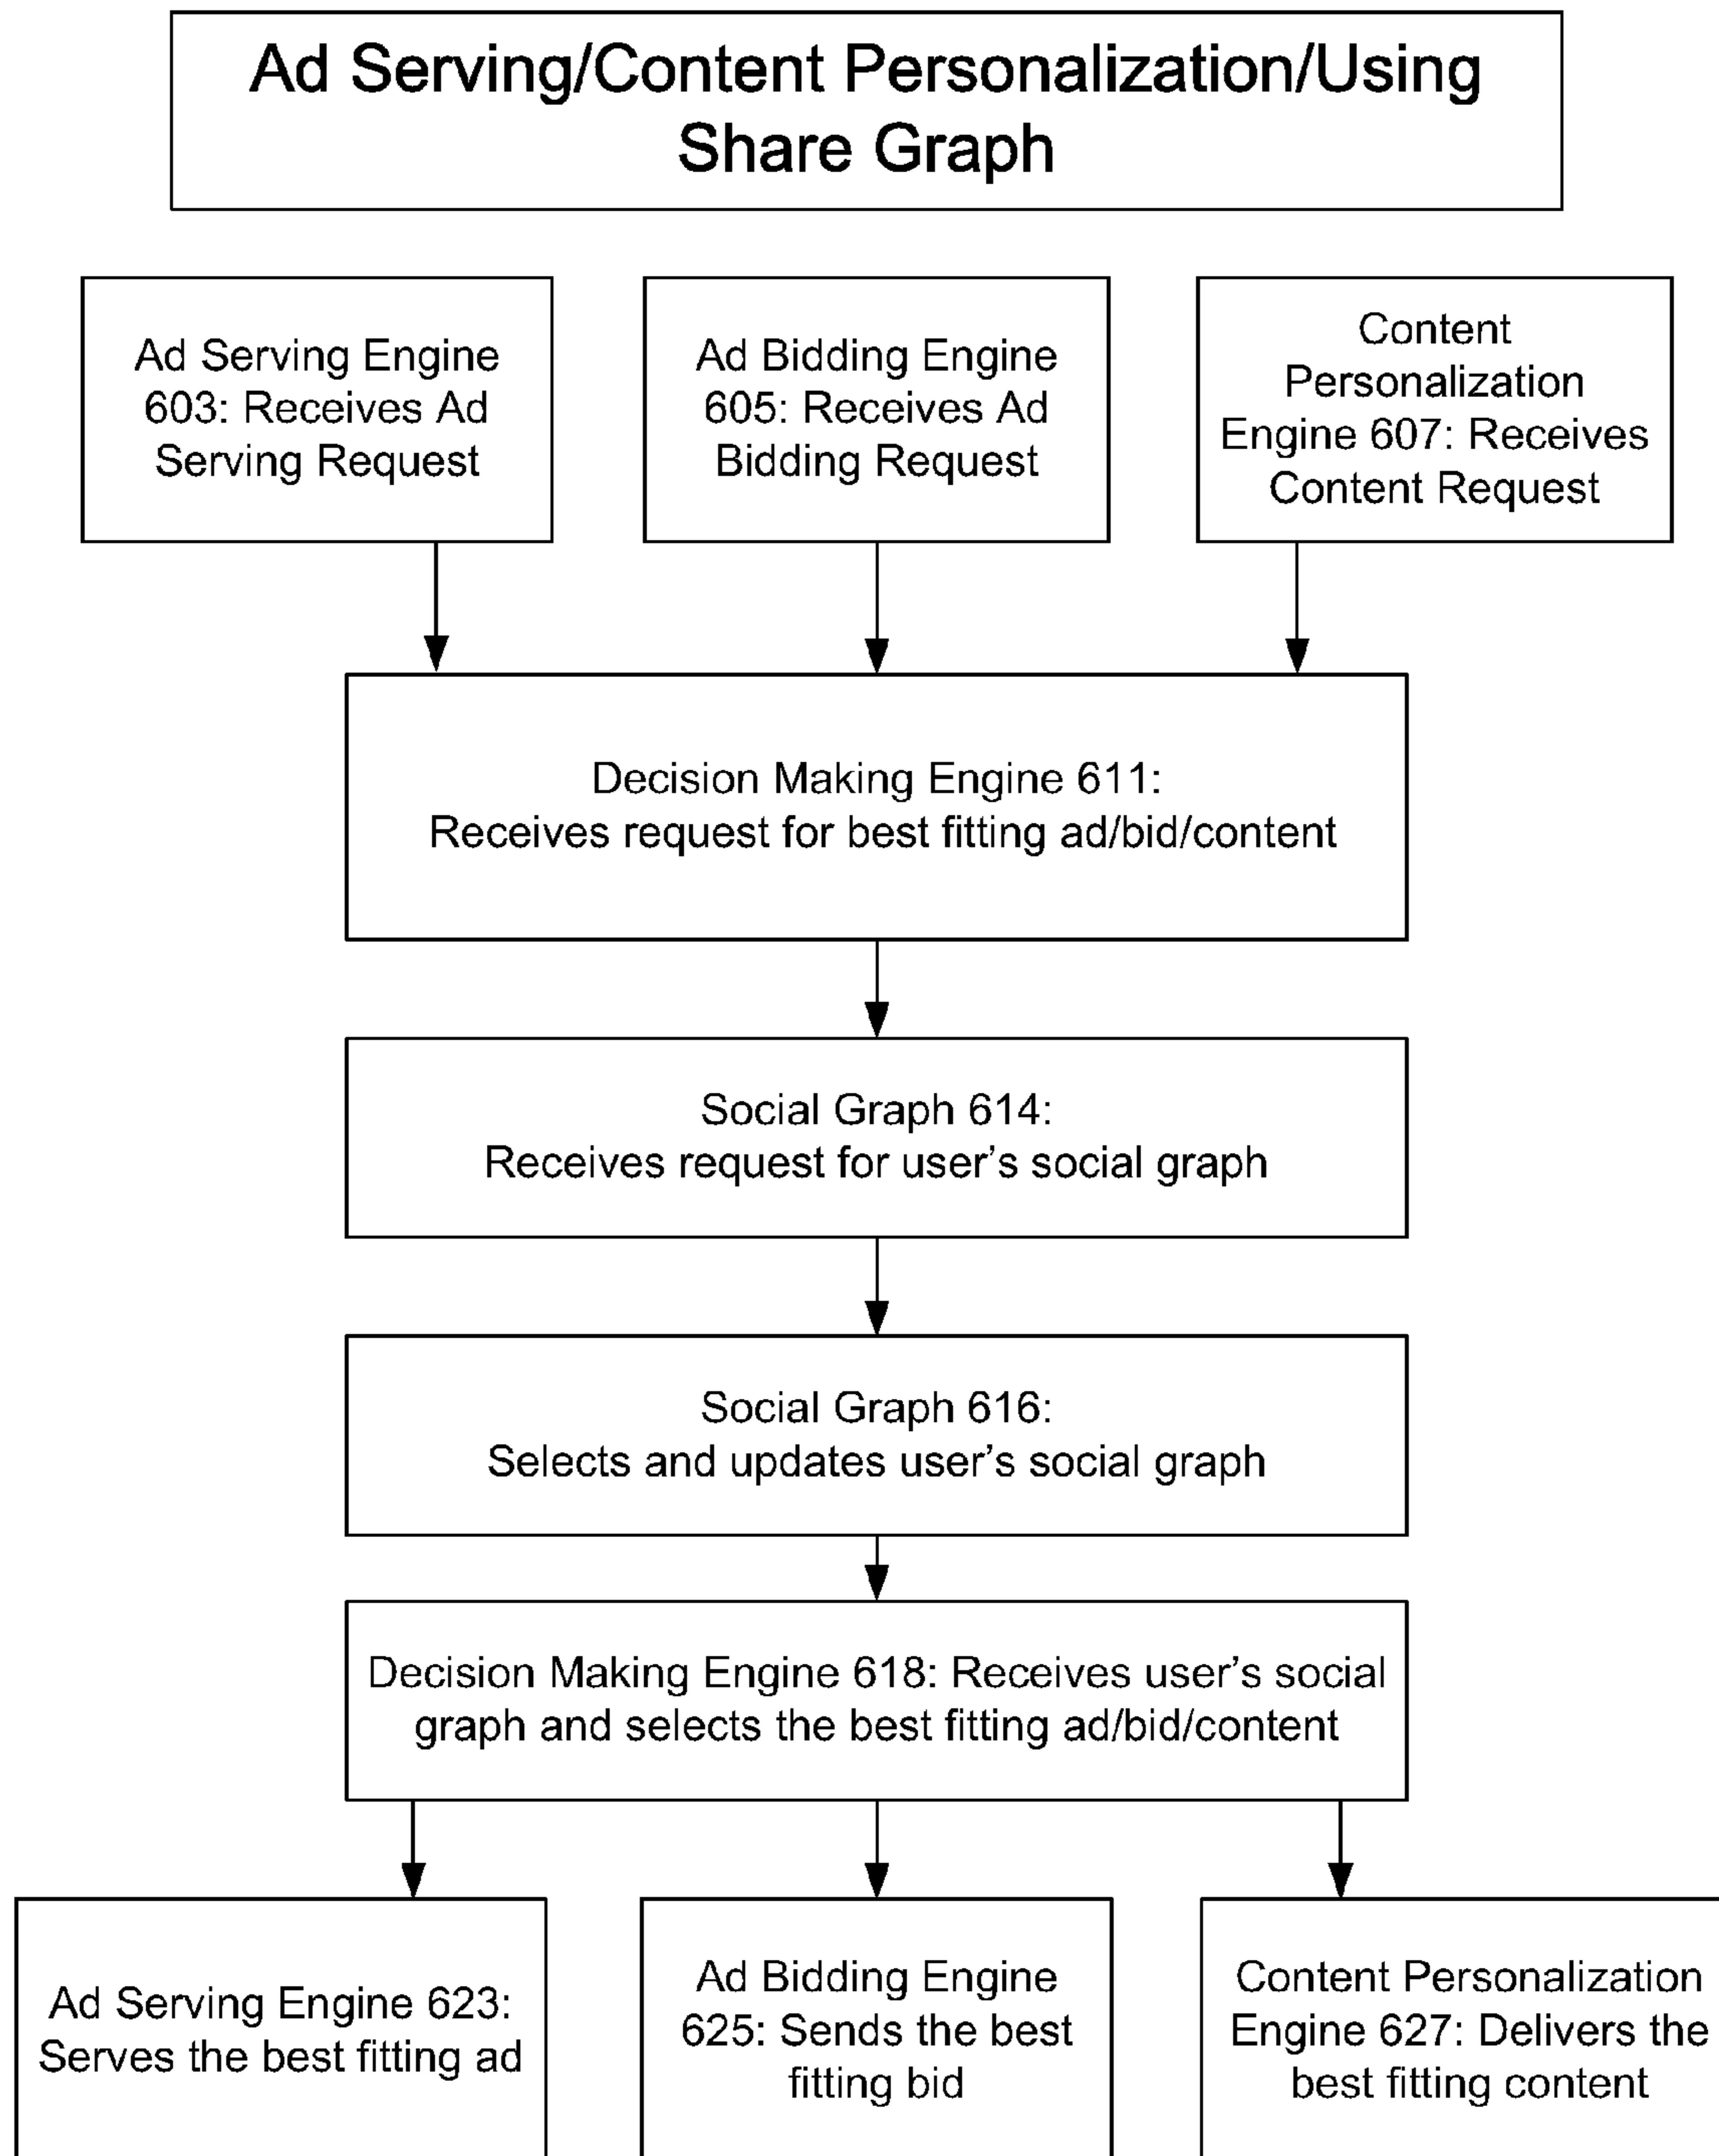 Ad Serving/Content Personalization/Using
Share Graph
Ad Serving Engine
603: Receives Ad
Serving Request
Ad Bidding Engine
605: Receives Ad
Bidding Request
Content
Personalization
Engine 607: Receives
Content Request
Decision Making Engine 611:
Receives request for best fitting ad/bid/content
Social Graph 614:
Receives request for user’s social graph
Social Graph 616:
Selects and updates user’s social graph
Decision Making Engine 618: Receives user’s social
graph and selects the best fitting ad/bid/content
Ad Serving Engine 623:
Serves the best fitting ad
Ad Bidding Engine
625: Sends the best
fitting bid
Content Personalization
Engine 627: Delivers the
best fitting content